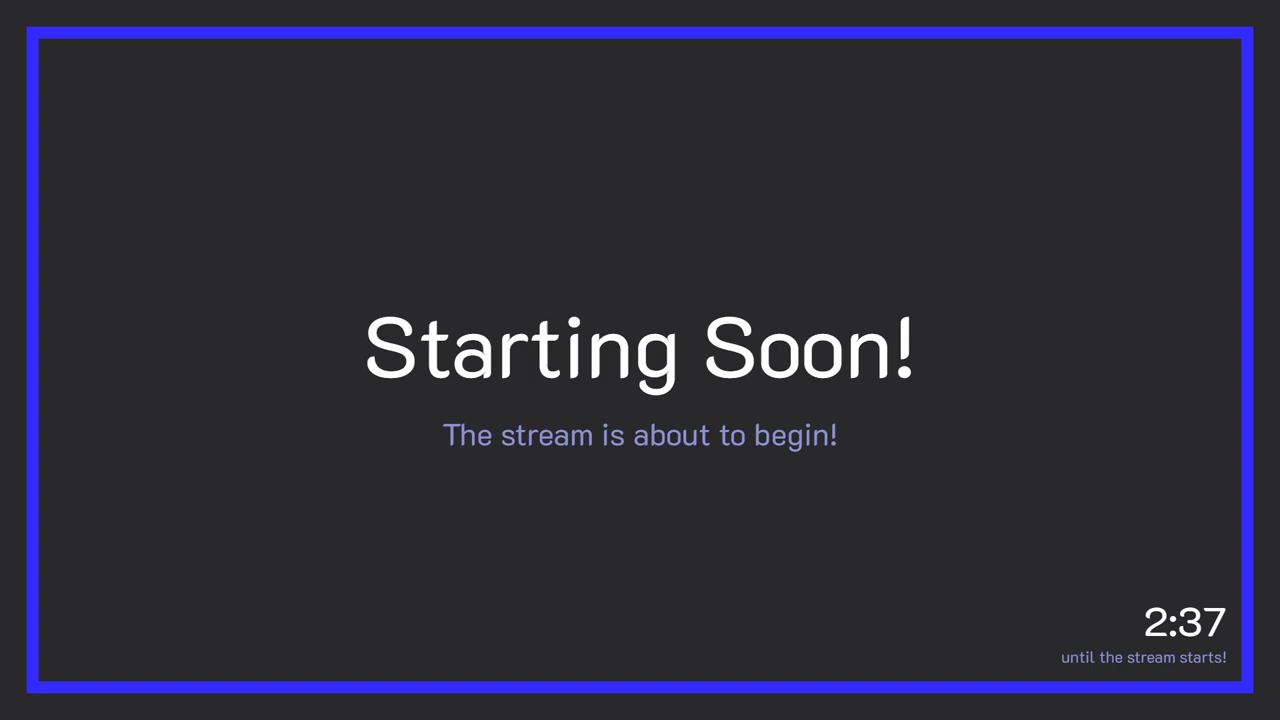 Starting Soon!
The stream is about to begin!
2:37
until the stream starts!